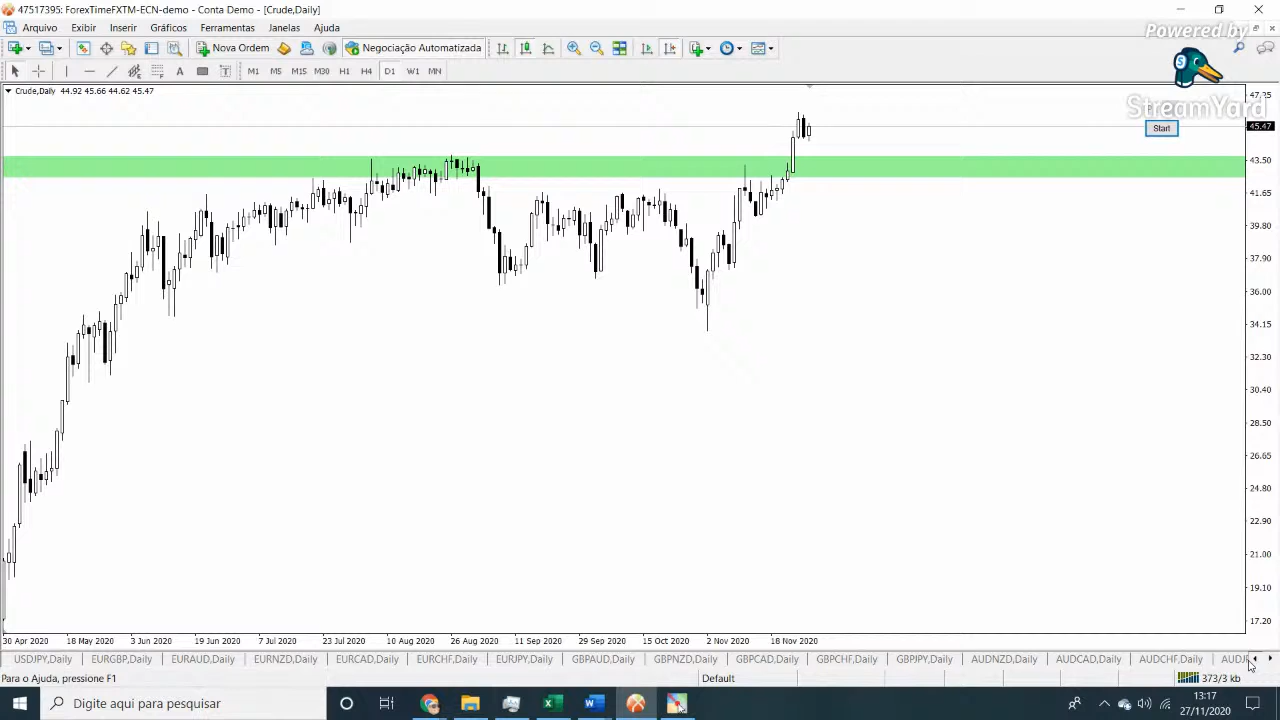 47517395: ForexTimeFXTM-ECN-demo - Conta Demo - [Crude,Daily]
Arquivo Exibir Inserir Gráficos Ferramentas Janelas Ajuda
Powered by
Nova Ordem Negociação Automatizada
A T M1 M5 M15 M30 H1 H4 D1 W1 MN
StreamYard
Crude,Daily 44.92 45.66 44.62 45.47
Start
45.47
43.50
41.65
39.80
37.90
36.00
34.15
32.30
30.40
28.50
26.65
24.80
22.90
21.00
19.10
17.20
30 Apr 2020 18 May 2020 3 Jun 2020 19 Jun 2020 7 Jul 2020 23 Jul 2020 10 Aug 2020 26 Aug 2020 11 Sep 2020 29 Sep 2020 15 Oct 2020 2 Nov 2020 18 Nov 2020
USDJPY,Daily EURGBP,Daily EURAUD,Daily EURNZD,Daily EURCAD,Daily EURCHF,Daily EURJPY,Daily GBPAUD,Daily GBPNZD,Daily GBPCAD,Daily GBPCHF,Daily GBPJPY,Daily AUDNZD,Daily AUDCAD,Daily AUDCHF,Daily
Para o Ajuda, pressione F1 Default 373/3 kb
Digite aqui para pesquisar
13:17
27/11/2020